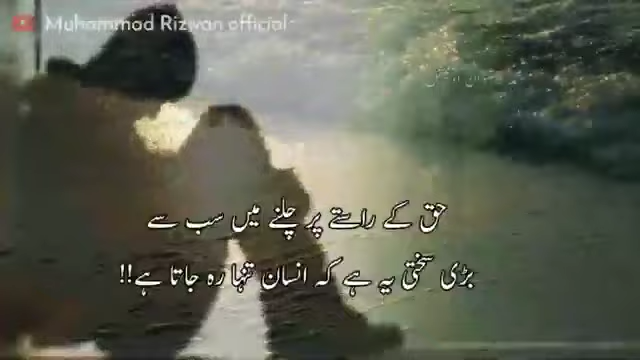 Muhammad Rizwan official
حق کے راستے پر چلنے میں سب سے
بڑی سختی یہ ہے کہ انسان تنہا رہ جاتا ہے!!